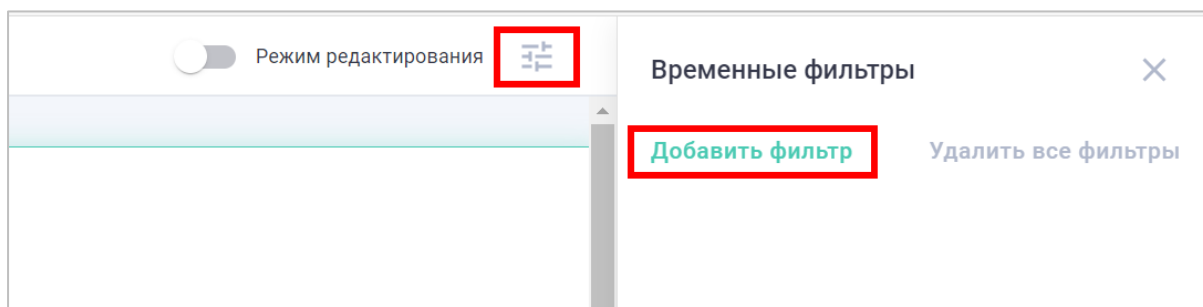 Режим редактирования
Временные фильтры
Добавить фильтр
Удалить все фильтры